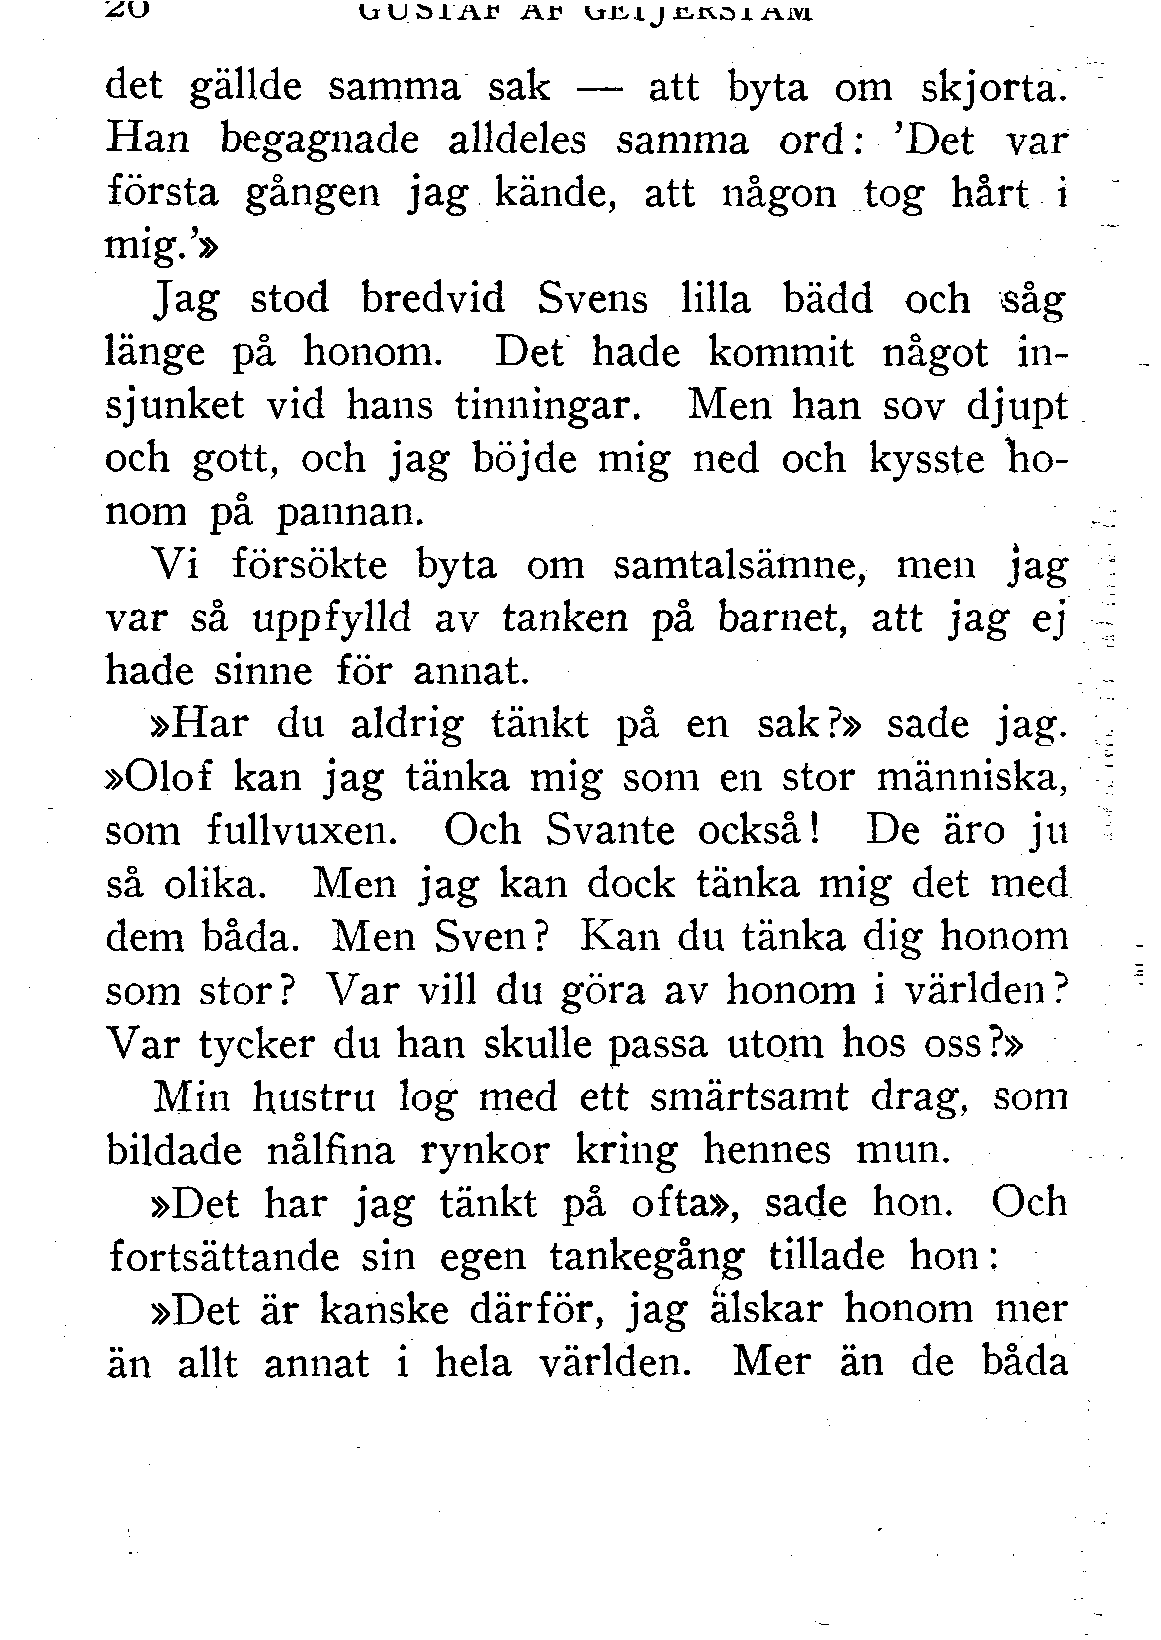 20 GUSTAF AF GEIJERSTAM
det gällde samma sak — att byta om skjorta.
Han begagnade alldeles samma ord: ’Det var
första gången jag kände, att någon tog hårt i
mig.’»
Jag stod bredvid Svens lilla bädd och såg
länge på honom. Det hade kommit något in-
sjunket vid hans tinningar. Men han sov djupt
och gott, och jag böjde mig ned och kysste ho-
nom på pannan.
Vi försökte byta om samtalsämne, men jag
var så uppfylld av tanken på barnet, att jag ej
hade sinne för annat.
»Har du aldrig tänkt på en sak?» sade jag.
»Olof kan jag tänka mig som en stor människa,
som fullvuxen. Och Svante också! De äro ju
så olika. Men jag kan dock tänka mig det med
dem båda. Men Sven? Kan du tänka dig honom
som stor? Var vill du göra av honom i världen?
Var tycker du han skulle passa utom hos oss?»
Min hustru log med ett smärtsamt drag, som
bildade nålfina rynkor kring hennes mun.
»Det har jag tänkt på ofta», sade hon. Och
fortsättande sin egen tankegång tillade hon:
»Det är kanske därför, jag älskar honom mer
än allt annat i hela världen. Mer än de båda